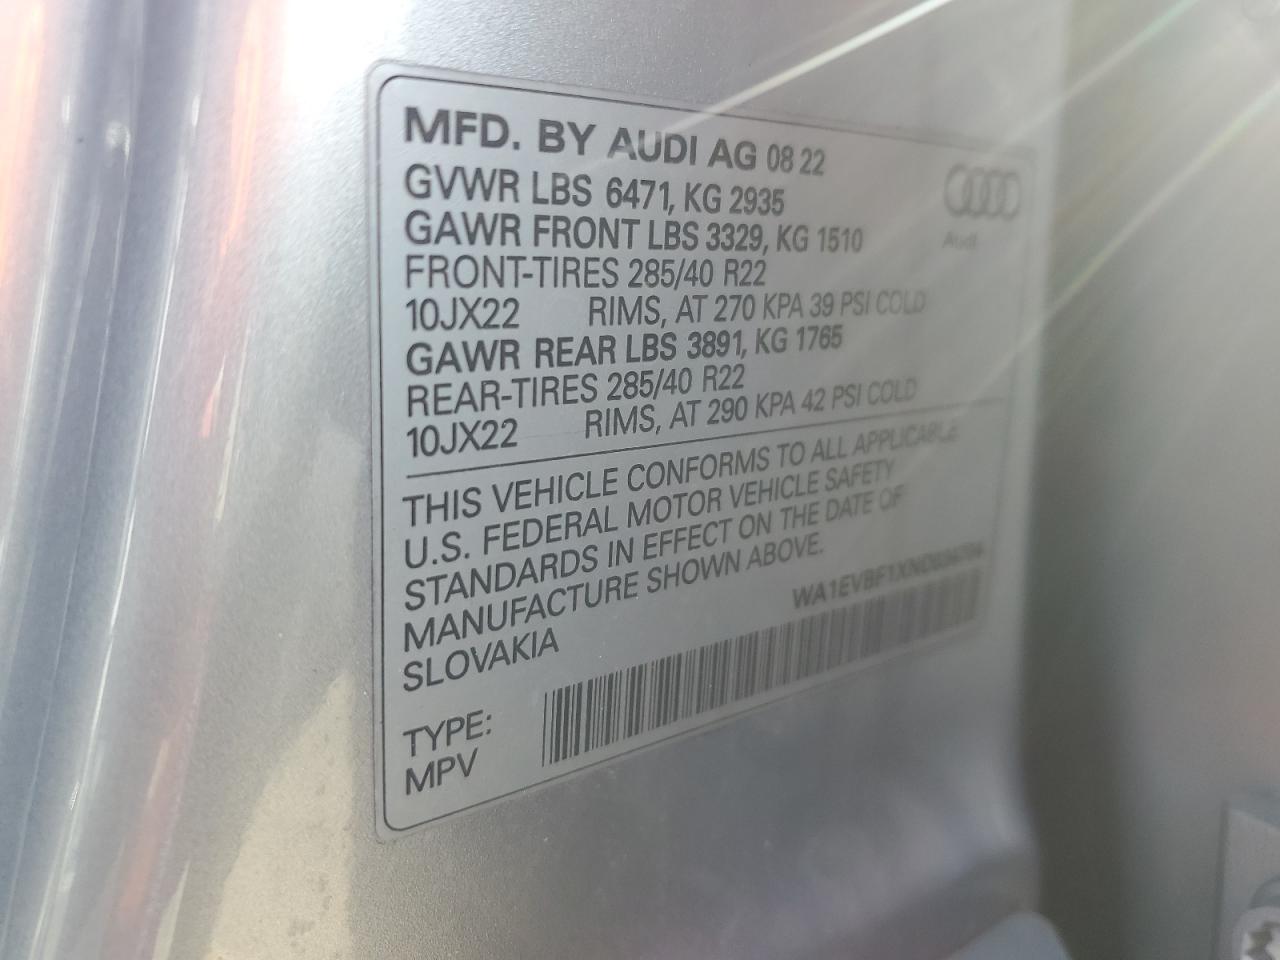 MFD. BY AUDI AG 08 22
GVWR LBS 6471, KG 2935
GAWR FRONT LBS 3329, KG 1510
FRONT-TIRES 285/40 R22
10JX22 RIMS, AT 270 KPA 39 PSI COLD
GAWR REAR LBS 3891, KG 1765
REAR-TIRES 285/40 R22
10JX22 RIMS, AT 290 KPA 42 PSI COLD
Audi
THIS VEHICLE CONFORMS TO ALL APPLICABLE
U.S. FEDERAL MOTOR VEHICLE SAFETY
STANDARDS IN EFFECT ON THE DATE OF
MANUFACTURE SHOWN ABOVE.
SLOVAKIA
TYPE:
MPV